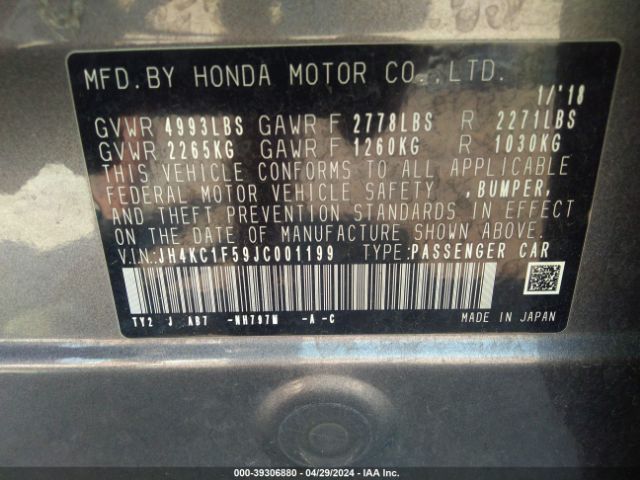 MFD. BY HONDA MOTOR CO., LTD.
1/'18
GVWR 4993LBS GAWR F 2778LBS R 2271LBS
GVWR 2265KG GAWR F 1260KG R 1030KG
THIS VEHICLE CONFORMS TO ALL APPLICABLE
FEDERAL MOTOR VEHICLE SAFETY ,BUMPER,
AND THEFT PREVENTION STANDARDS IN EFFECT
ON THE DATE OF MANUFACTURE SHOWN ABOVE.
V.I.N: JH4KC1F59JC001199 TYPE: PASSENGER CAR
TY2 J AB7 -NH797M -A -C
MADE IN JAPAN
000-39306880 - 04/29/2024 - IAA Inc.